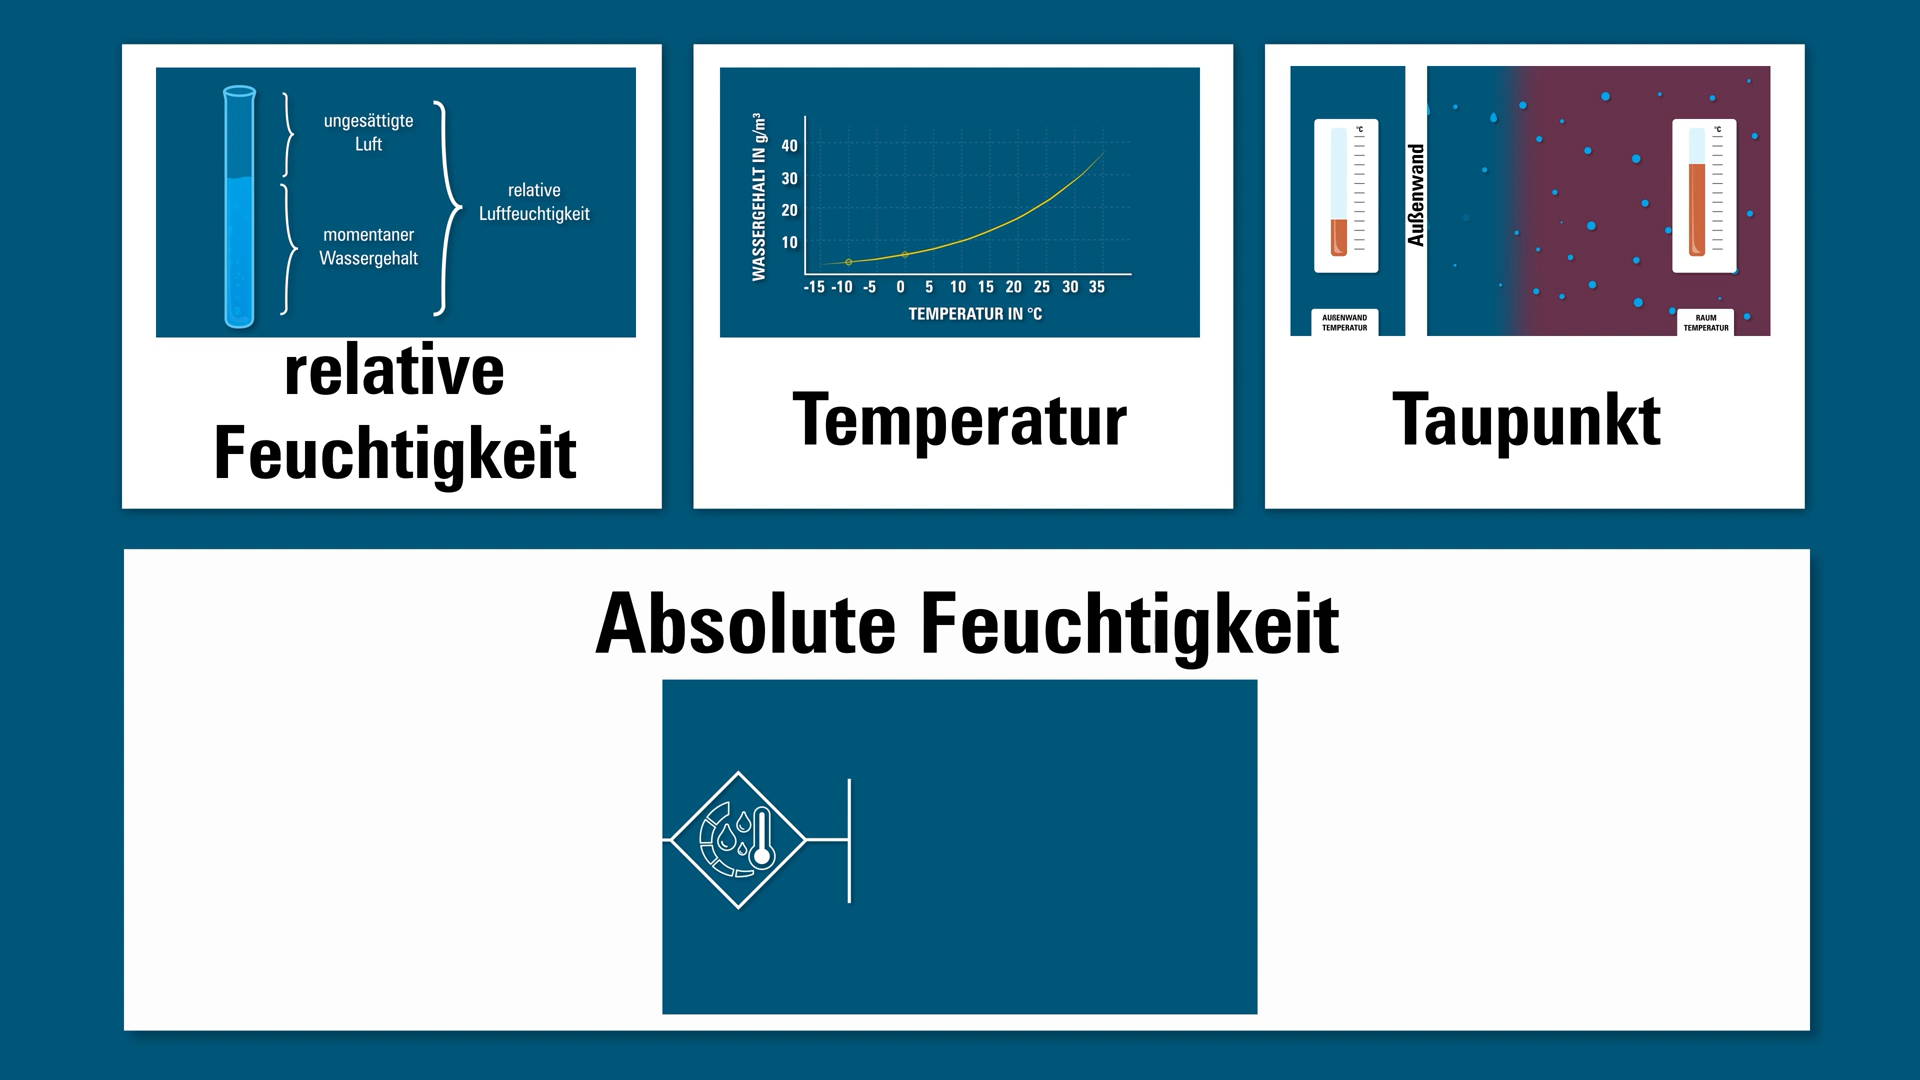 ungesättigte
Luft
momentaner
Wassergehalt
relative
Luftfeuchtigkeit
relative
Feuchtigkeit
WASSERGEHALT IN g/m³
40
30
20
10
-15 -10 -5 0 5 10 15 20 25 30 35
TEMPERATUR IN °C
Temperatur
°C
AUßENWAND
TEMPERATUR
Außenwand
°C
RAUM
TEMPERATUR
Taupunkt
Absolute Feuchtigkeit